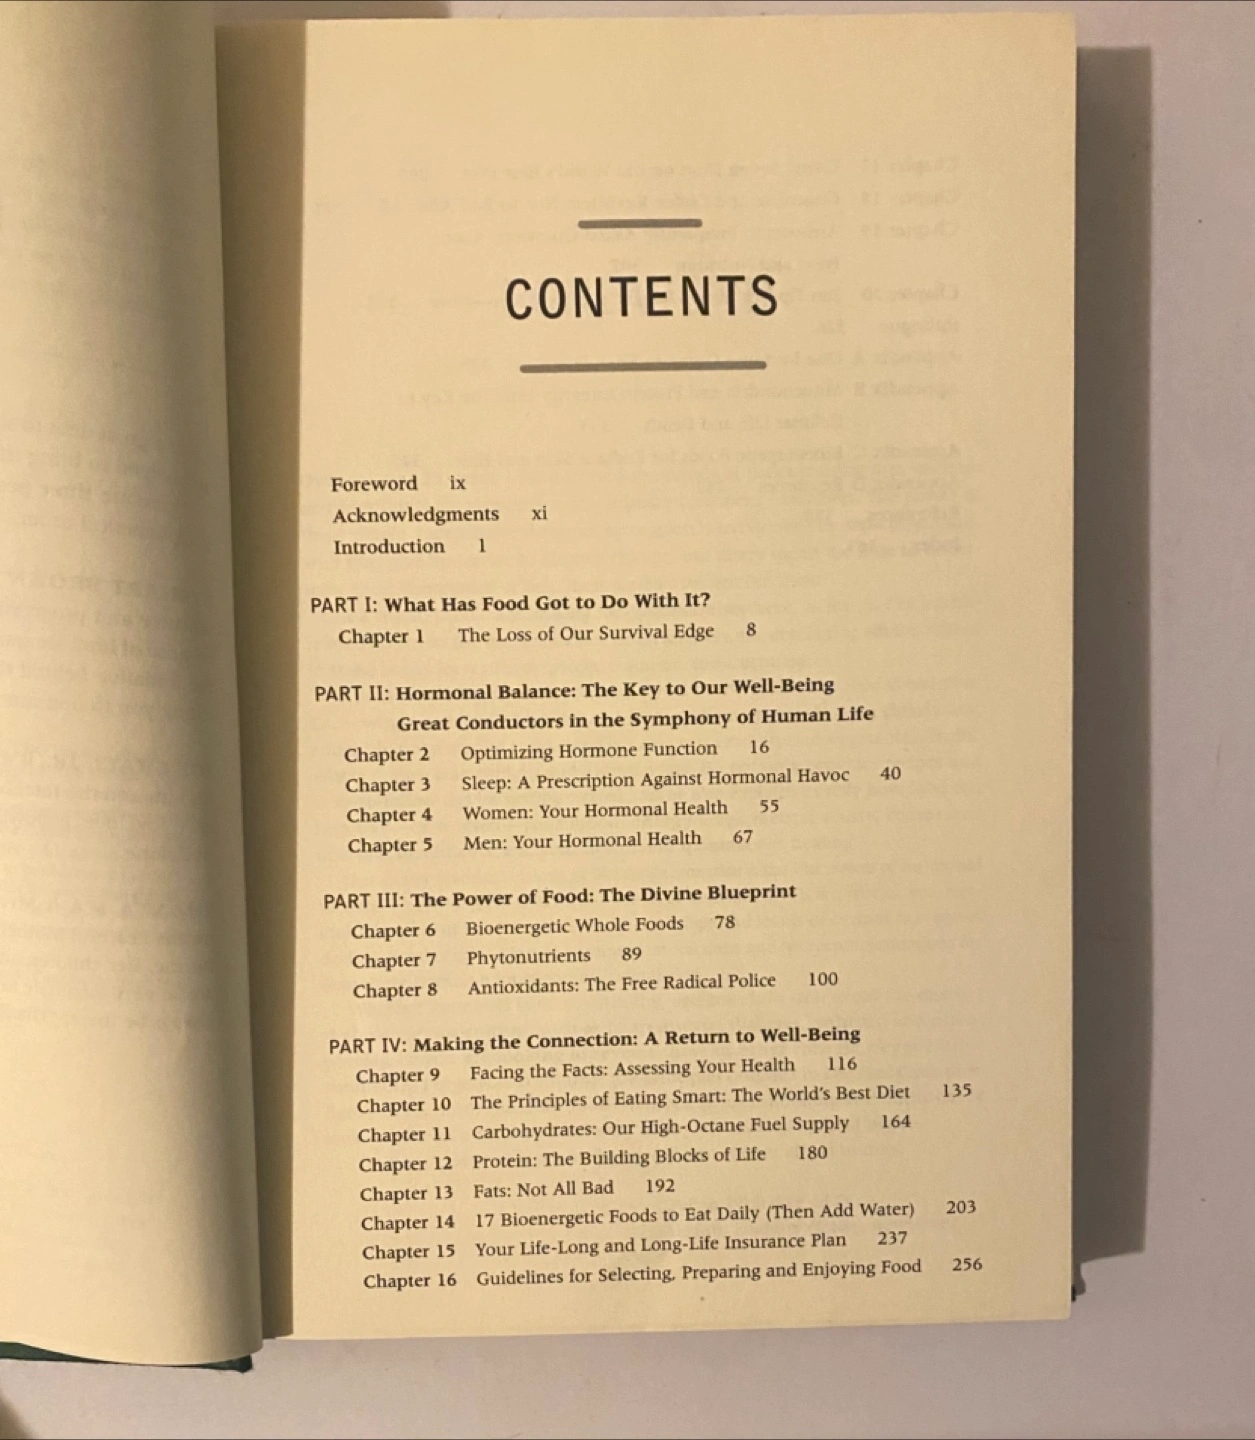 CONTENTS
Foreword ix
Acknowledgments xi
Introduction 1
PART I: What Has Food Got to Do With It?
Chapter 1 The Loss of Our Survival Edge 8
PART II: Hormonal Balance: The Key to Our Well-Being
Great Conductors in the Symphony of Human Life
Chapter 2 Optimizing Hormone Function 16
Chapter 3 Sleep: A Prescription Against Hormonal Havoc 40
Chapter 4 Women: Your Hormonal Health 55
Chapter 5 Men: Your Hormonal Health 67
PART III: The Power of Food: The Divine Blueprint
Chapter 6 Bioenergetic Whole Foods 78
Chapter 7 Phytonutrients 89
Chapter 8 Antioxidants: The Free Radical Police 100
PART IV: Making the Connection: A Return to Well-Being
Chapter 9 Facing the Facts: Assessing Your Health 116
Chapter 10 The Principles of Eating Smart: The World's Best Diet 135
Chapter 11 Carbohydrates: Our High-Octane Fuel Supply 164
Chapter 12 Protein: The Building Blocks of Life 180
Chapter 13 Fats: Not All Bad 192
Chapter 14 17 Bioenergetic Foods to Eat Daily (Then Add Water) 203
Chapter 15 Your Life-Long and Long-Life Insurance Plan 237
Chapter 16 Guidelines for Selecting, Preparing and Enjoying Food 256